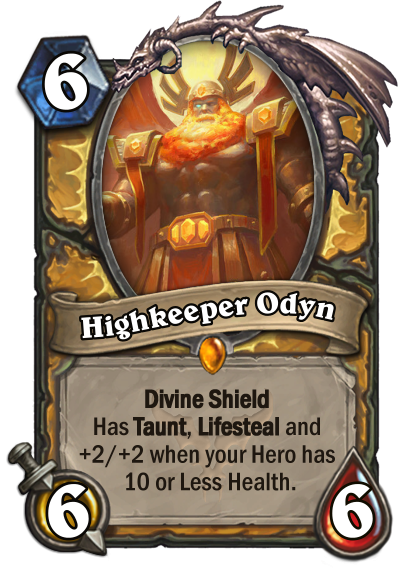 6
Highkeeper Odyn
Divine Shield
Has Taunt, Lifesteal and
+2/+2 when your Hero has
10 or Less Health.
6
6